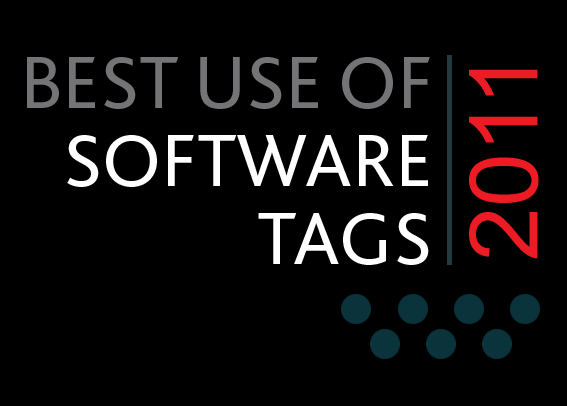 BEST USE OF
SOFTWARE
TAGS
2011